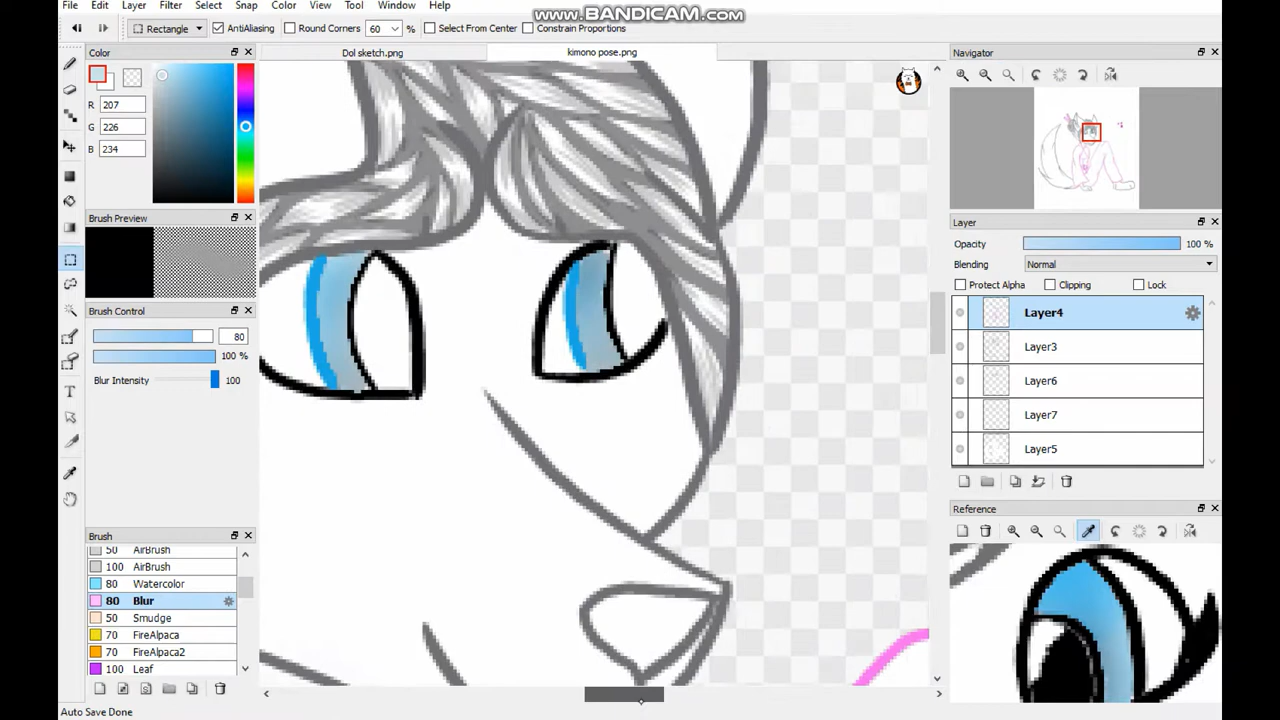 www.BANDICAM.com
File Edit Layer Filter Select Snap Color View Tool Window Help
Rectangle AntiAliasing Round Corners 60 % Select From Center Constrain Proportions
Color
R 207
G 226
B 234
Brush Preview
Blur Control
80
100 %
Blur Intensity 100
Brush
50 AirBrush
100 AirBrush
80 Watercolor
80 Blur
50 Smudge
70 FireAlpaca
70 FireAlpaca2
100 Leaf
Auto Save Done
Dol sketch.png kimono pose.png
Navigator
Layer
Opacity 100 %
Blending Normal
Protect Alpha Clipping Lock
Layer4
Layer3
Layer6
Layer7
Layer5
Reference